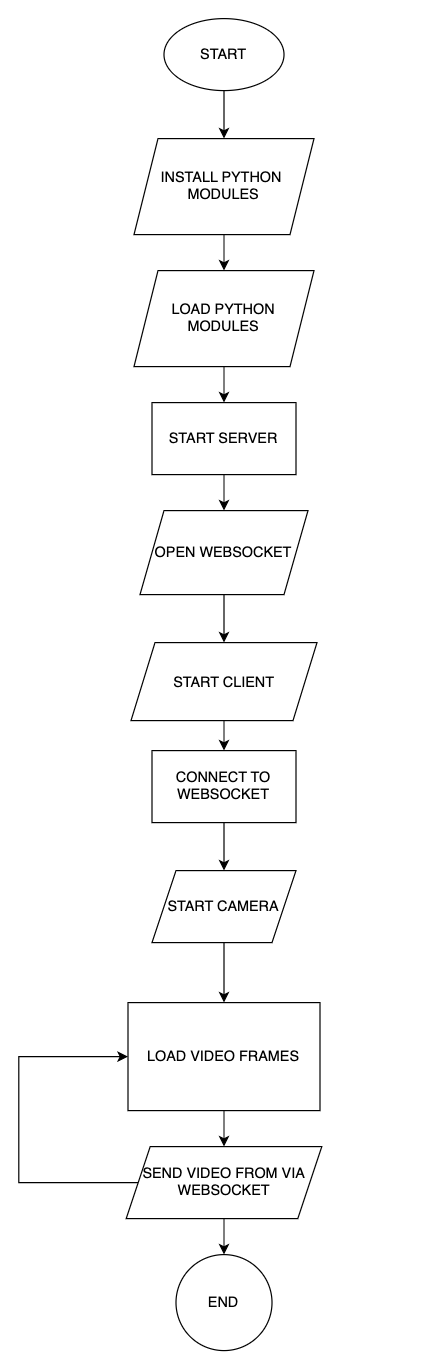 START
INSTALL PYTHON
MODULES
LOAD PYTHON
MODULES
START SERVER
OPEN WEBSOCKET
START CLIENT
CONNECT TO
WEBSOCKET
START CAMERA
LOAD VIDEO FRAMES
SEND VIDEO FROM VIA
WEBSOCKET
END